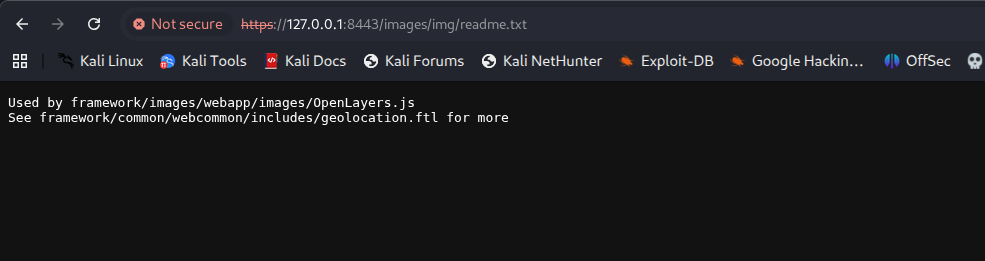 Not secure https://127.0.0.1:8443/images/img/readme.txt
Kali Linux Kali Tools Kali Docs Kali Forums Kali NetHunter Exploit-DB Google Hackin... OffSec
Used by framework/images/webapp/images/OpenLayers.js
See framework/common/webcommon/includes/geolocation.ftl for more